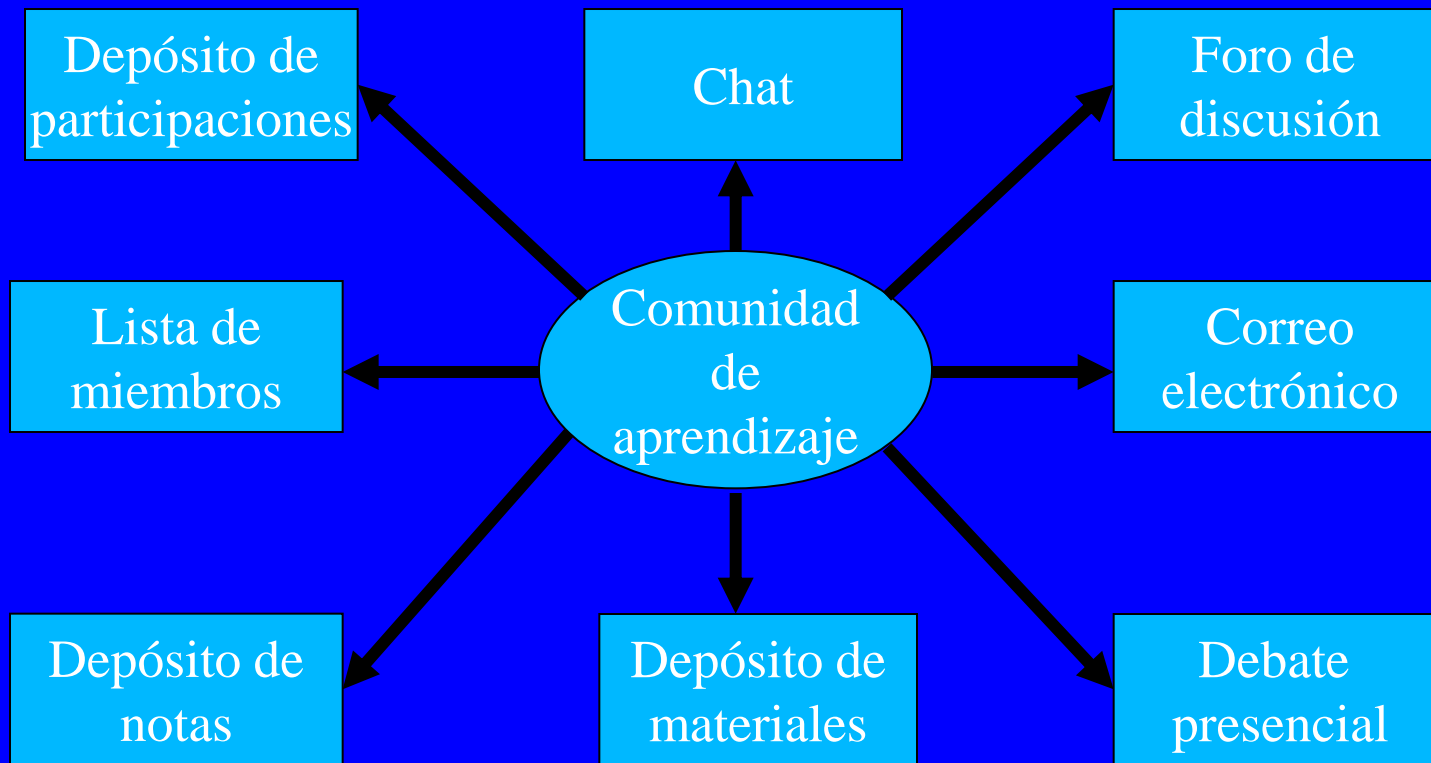 Depósito de
participaciones
Chat
Foro de
discusión
Lista de
miembros
Comunidad
de
aprendizaje
Correo
electrónico
Depósito de
notas
Depósito de
materiales
Debate
presencial